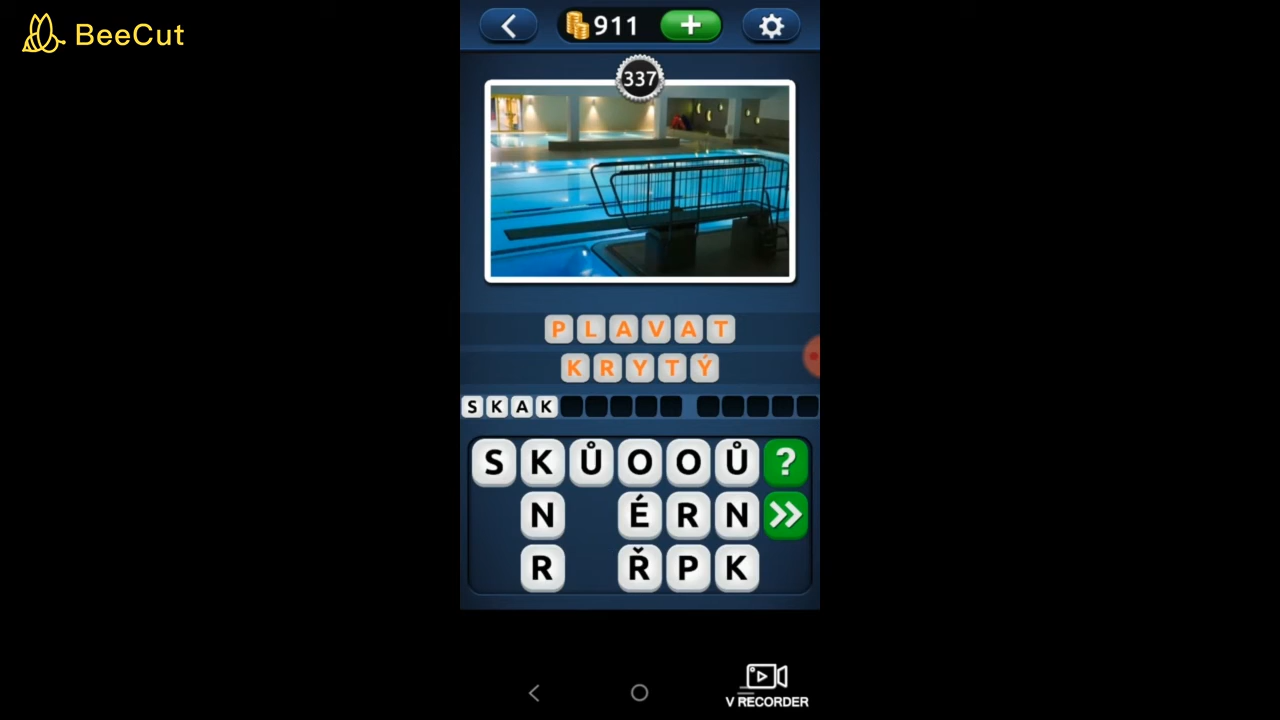 BeeCut
911 +
337
PLAVAT
KRYTÝ
SKAK
S K Ů O O Ů ?
N É R N
R Ř P K
V RECORDER